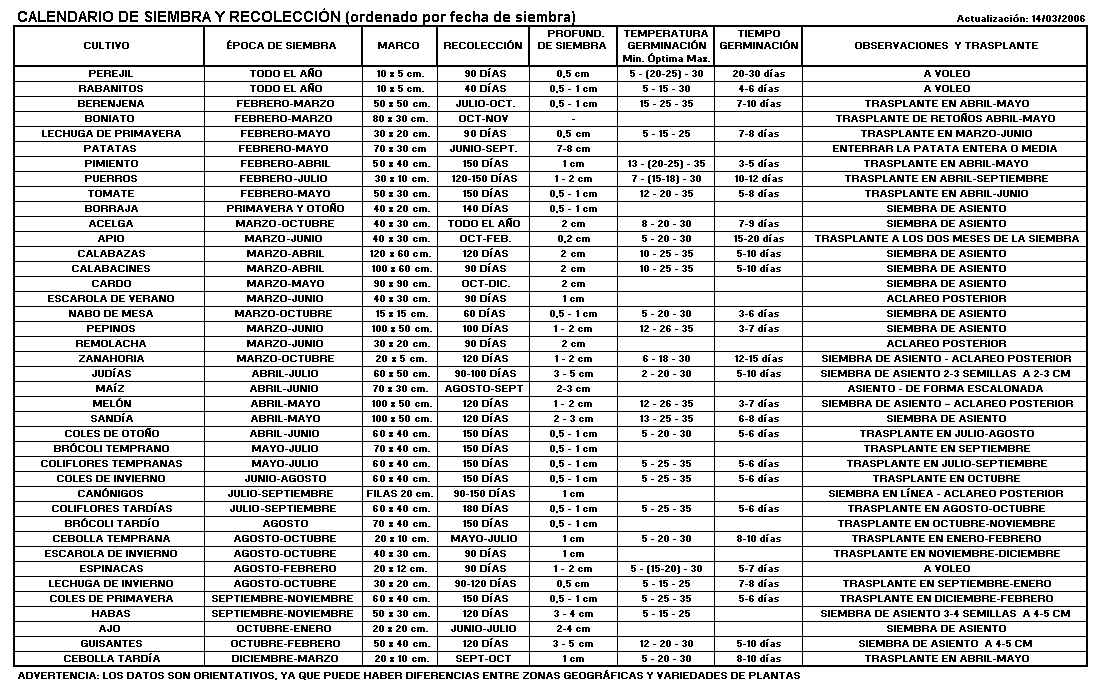 CALENDARIO DE SIEMBRA Y RECOLECCIÓN (ordenado por fecha de siembra) Actualización: 14/03/2006
CULTIVO ÉPOCA DE SIEMBRA MARCO RECOLECCIÓN PROFUND. DE SIEMBRA TEMPERATURA GERMINACIÓN Min. Óptima Max. TIEMPO GERMINACIÓN OBSERVACIONES Y TRASPLANTE
PEREJIL TODO EL AÑO 10 x 5 cm. 90 DÍAS 0,5 cm 5 - (20-25) - 30 20-30 días A VOLEO
RABANITOS TODO EL AÑO 10 x 5 cm. 40 DÍAS 0,5 - 1 cm 5 - 15 - 30 4-6 días A VOLEO
BERENJENA FEBRERO-MARZO 50 x 50 cm. JULIO-OCT. 0,5 - 1 cm 15 - 25 - 35 7-10 días TRASPLANTE EN ABRIL-MAYO
BONIATO FEBRERO-MARZO 80 x 30 cm. OCT-NOV - TRASPLANTE DE RETOÑOS ABRIL-MAYO
LECHUGA DE PRIMAVERA FEBRERO-MAYO 30 x 20 cm. 90 DÍAS 0,5 cm 5 - 15 - 25 7-8 días TRASPLANTE EN MARZO-JUNIO
PATATAS FEBRERO-MAYO 70 x 30 cm JUNIO-SEPT. 7-8 cm ENTERRAR LA PATATA ENTERA O MEDIA
PIMIENTO FEBRERO-ABRIL 50 x 40 cm. 150 DÍAS 1 cm 13 - (20-25) - 35 3-5 días TRASPLANTE EN ABRIL-MAYO
PUERROS FEBRERO-JULIO 30 x 10 cm. 120-150 DÍAS 1 - 2 cm 7 - (15-18) - 30 10-12 días TRASPLANTE EN ABRIL-SEPTIEMBRE
TOMATE FEBRERO-MAYO 50 x 30 cm. 150 DÍAS 0,5 - 1 cm 12 - 20 - 35 5-8 días TRASPLANTE EN ABRIL-JUNIO
BORRAJA PRIMAVERA Y OTOÑO 40 x 20 cm. 140 DÍAS 0,5 - 1 cm SIEMBRA DE ASIENTO
ACELGA MARZO-OCTUBRE 40 x 30 cm. TODO EL AÑO 2 cm 8 - 20 - 30 7-9 días SIEMBRA DE ASIENTO
APIO MARZO-JUNIO 40 x 30 cm. OCT-FEB. 0,2 cm 5 - 20 - 30 15-20 días TRASPLANTE A LOS DOS MESES DE LA SIEMBRA
CALABAZAS MARZO-ABRIL 120 x 60 cm. 120 DÍAS 2 cm 10 - 25 - 35 5-10 días SIEMBRA DE ASIENTO
CALABACINES MARZO-ABRIL 100 x 60 cm. 90 DÍAS 2 cm 10 - 25 - 35 5-10 días SIEMBRA DE ASIENTO
CARDO MARZO-MAYO 90 x 90 cm. OCT-DIC. 2 cm SIEMBRA DE ASIENTO
ESCAROLA DE VERANO MARZO-JUNIO 40 x 30 cm. 90 DÍAS 1 cm ACLAREO POSTERIOR
NABO DE MESA MARZO-OCTUBRE 15 x 15 cm. 60 DÍAS 0,5 - 1 cm 5 - 20 - 30 3-6 días SIEMBRA DE ASIENTO
PEPINOS MARZO-JUNIO 100 x 50 cm. 100 DÍAS 1 - 2 cm 12 - 26 - 35 3-7 días SIEMBRA DE ASIENTO
REMOLACHA MARZO-JUNIO 30 x 20 cm. 90 DÍAS 2 cm ACLAREO POSTERIOR
ZANAHORIA MARZO-OCTUBRE 20 x 5 cm. 120 DÍAS 1 - 2 cm 6 - 18 - 30 12-15 días SIEMBRA DE ASIENTO - ACLAREO POSTERIOR
JUDÍAS ABRIL-JULIO 60 x 50 cm. 90-100 DÍAS 3 - 5 cm 2 - 20 - 30 5-10 días SIEMBRA DE ASIENTO 2-3 SEMILLAS A 2-3 CM
MAÍZ ABRIL-JUNIO 70 x 30 cm. AGOSTO-SEPT 2-3 cm ASIENTO - DE FORMA ESCALONADA
MELÓN ABRIL-MAYO 100 x 50 cm. 120 DÍAS 1 - 2 cm 12 - 26 - 35 3-7 días SIEMBRA DE ASIENTO – ACLAREO POSTERIOR
SANDÍA ABRIL-MAYO 100 x 50 cm. 120 DÍAS 2 - 3 cm 13 - 25 - 35 6-8 días SIEMBRA DE ASIENTO
COLES DE OTOÑO ABRIL-JUNIO 60 x 40 cm. 150 DÍAS 0,5 - 1 cm 5 - 20 - 30 5-6 días TRASPLANTE EN JULIO-AGOSTO
BRÓCOLI TEMPRANO MAYO-JULIO 70 x 40 cm. 150 DÍAS 0,5 - 1 cm TRASPLANTE EN SEPTIEMBRE
COLIFLORES TEMPRANAS MAYO-JULIO 60 x 40 cm. 150 DÍAS 0,5 - 1 cm 5 - 25 - 35 5-6 días TRASPLANTE EN JULIO-SEPTIEMBRE
COLES DE INVIERNO JUNIO-AGOSTO 60 x 40 cm. 150 DÍAS 0,5 - 1 cm 5 - 25 - 35 5-6 días TRASPLANTE EN OCTUBRE
CANÓNIGOS JULIO-SEPTIEMBRE FILAS 20 cm. 90-150 DÍAS 1 cm SIEMBRA EN LÍNEA - ACLAREO POSTERIOR
COLIFLORES TARDÍAS JULIO-SEPTIEMBRE 60 x 40 cm. 180 DÍAS 0,5 - 1 cm 5 - 25 - 35 5-6 días TRASPLANTE EN AGOSTO-OCTUBRE
BRÓCOLI TARDÍO AGOSTO 70 x 40 cm. 150 DÍAS 0,5 - 1 cm TRASPLANTE EN OCTUBRE-NOVIEMBRE
CEBOLLA TEMPRANA AGOSTO-OCTUBRE 20 x 10 cm. MAYO-JULIO 1 cm 5 - 20 - 30 8-10 días TRASPLANTE EN ENERO-FEBRERO
ESCAROLA DE INVIERNO AGOSTO-OCTUBRE 40 x 30 cm. 90 DÍAS 1 cm TRASPLANTE EN NOVIEMBRE-DICIEMBRE
ESPINACAS AGOSTO-FEBRERO 20 x 12 cm. 90 DÍAS 1 - 2 cm 5 - (15-20) - 30 5-7 días A VOLEO
LECHUGA DE INVIERNO AGOSTO-OCTUBRE 30 x 20 cm. 90-120 DÍAS 0,5 cm 5 - 15 - 25 7-8 días TRASPLANTE EN SEPTIEMBRE-ENERO
COLES DE PRIMAVERA SEPTIEMBRE-NOVIEMBRE 60 x 40 cm. 150 DÍAS 0,5 - 1 cm 5 - 25 - 35 5-6 días TRASPLANTE EN DICIEMBRE-FEBRERO
HABAS SEPTIEMBRE-NOVIEMBRE 50 x 30 cm. 120 DÍAS 3 - 4 cm 5 - 15 - 25 SIEMBRA DE ASIENTO 3-4 SEMILLAS A 4-5 CM
AJO OCTUBRE-ENERO 20 x 20 cm. JUNIO-JULIO 2-4 cm SIEMBRA DE ASIENTO
GUISANTES OCTUBRE-FEBRERO 50 x 40 cm. 120 DÍAS 3 - 5 cm 12 - 20 - 30 5-10 días SIEMBRA DE ASIENTO A 4-5 CM
CEBOLLA TARDÍA DICIEMBRE-MARZO 20 x 10 cm. SEPT-OCT 1 cm 5 - 20 - 30 8-10 días TRASPLANTE EN ABRIL-MAYO
ADVERTENCIA: LOS DATOS SON ORIENTATIVOS, YA QUE PUEDE HABER DIFERENCIAS ENTRE ZONAS GEOGRÁFICAS Y VARIEDADES DE PLANTAS